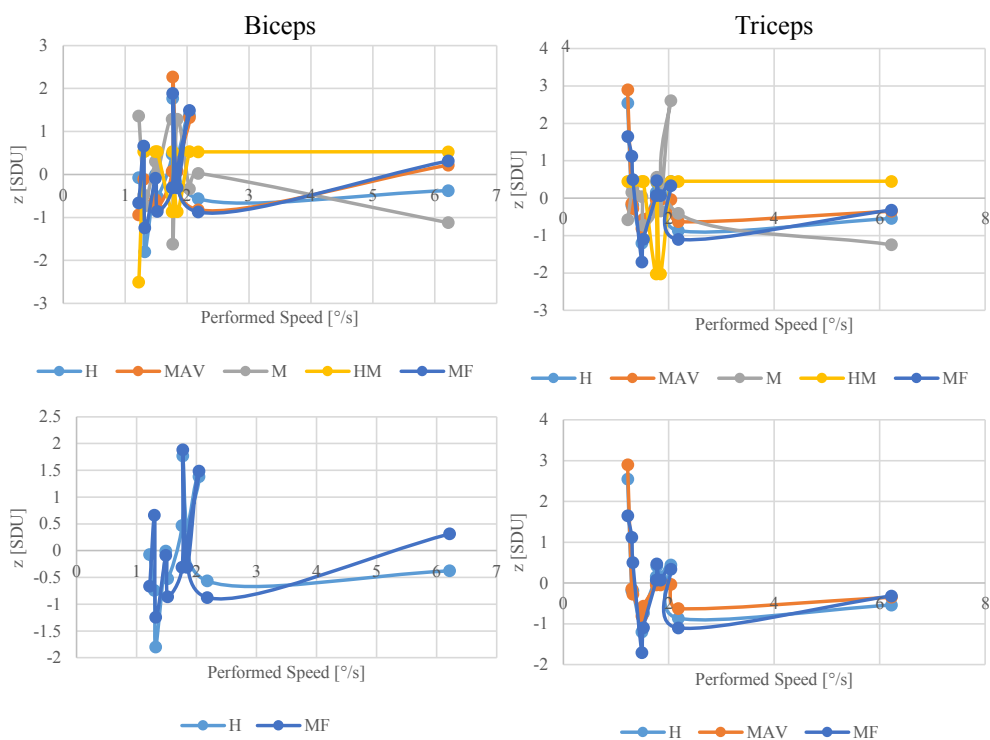 Biceps
3
2
1
0
-1
-2
-3
0 1 2 3 4 5 6 7
z [SDU]
Performed Speed [°/s]
H MAV M HM MF
Triceps
4
4
3
2
1
0
-1
-2
-3
0 2 4 6 8
z [SDU]
Performed Speed [°/s]
H MAV M HM MF
2.5
2
1.5
1
0.5
0
-0.5
-1
-1.5
-2
0 1 2 3 4 5 6 7
z [SDU]
Performed Speed [°/s]
H MF
4
3
2
1
0
-1
-2
0 2 4 6 8
z [SDU]
Performed Speed [°/s]
H MAV MF